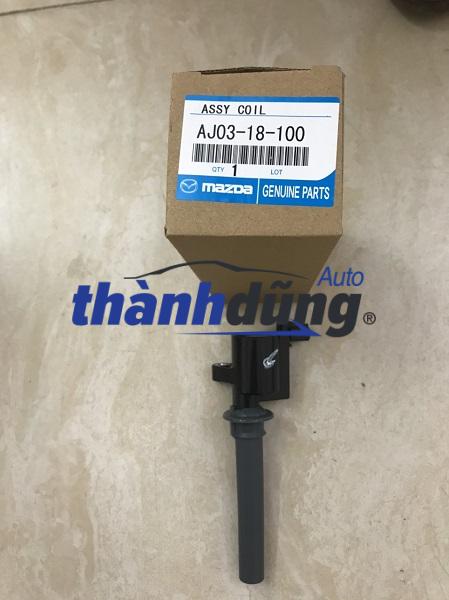 ASSY COIL
AJ03-18-100
QTY 1 LOT
mazda GENUINE PARTS
Auto
thànhdũng®